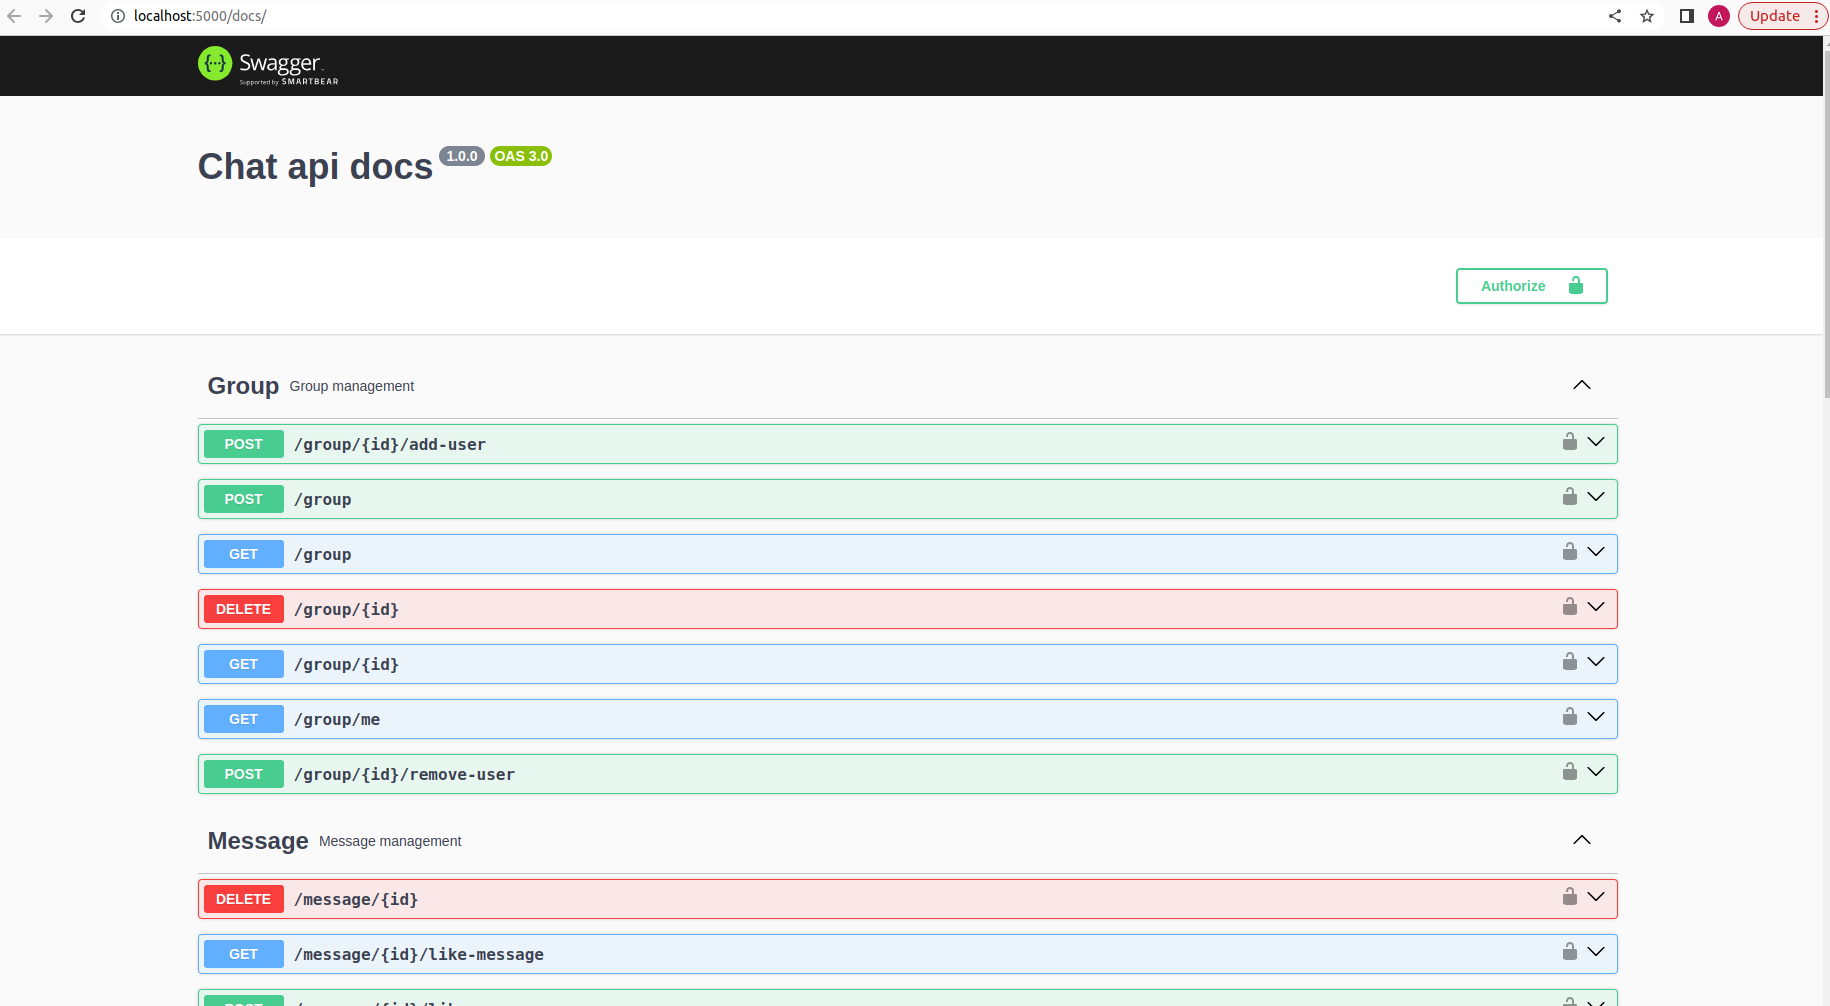 localhost:5000/docs/
A
Update
Swagger
Supported by SMARTBEAR
Chat api docs 1.0.0 OAS 3.0
Authorize
Group Group management
POST /group/{id}/add-user
POST /group
GET /group
DELETE /group/{id}
GET /group/{id}
GET /group/me
POST /group/{id}/remove-user
Message Message management
DELETE /message/{id}
GET /message/{id}/like-message
POST